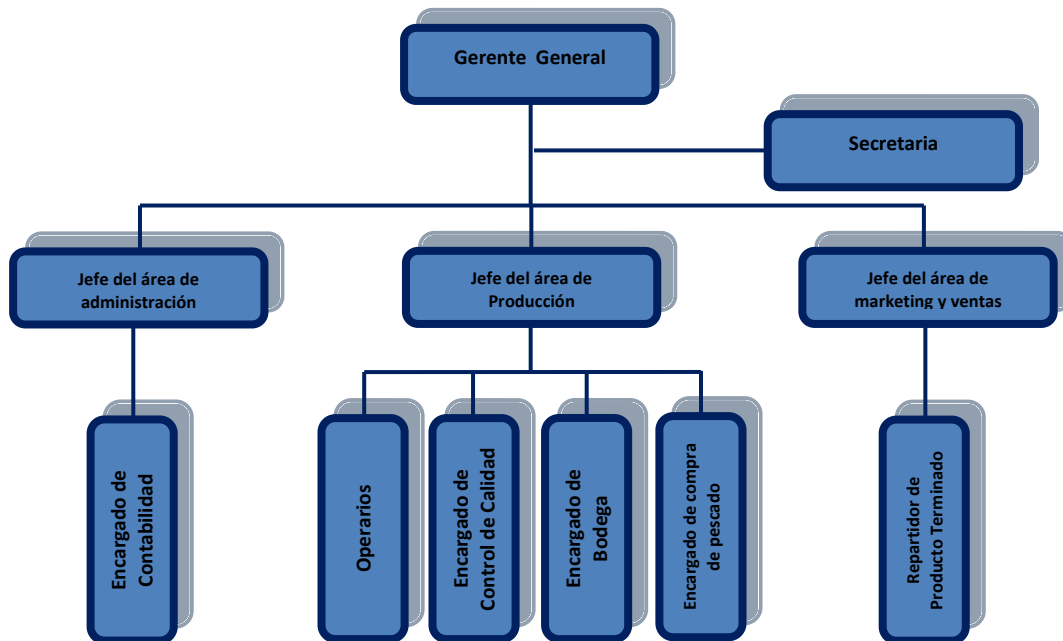 Gerente General
Secretaria
Jefe del área de
administración
Jefe del área de
Producción
Jefe del área de
marketing y ventas
Encargado de
Contabilidad
Operarios
Encargado de
Control de Calidad
Encargado de
Bodega
Encargado de compra
de pescado
Repartidor de
Producto Terminado